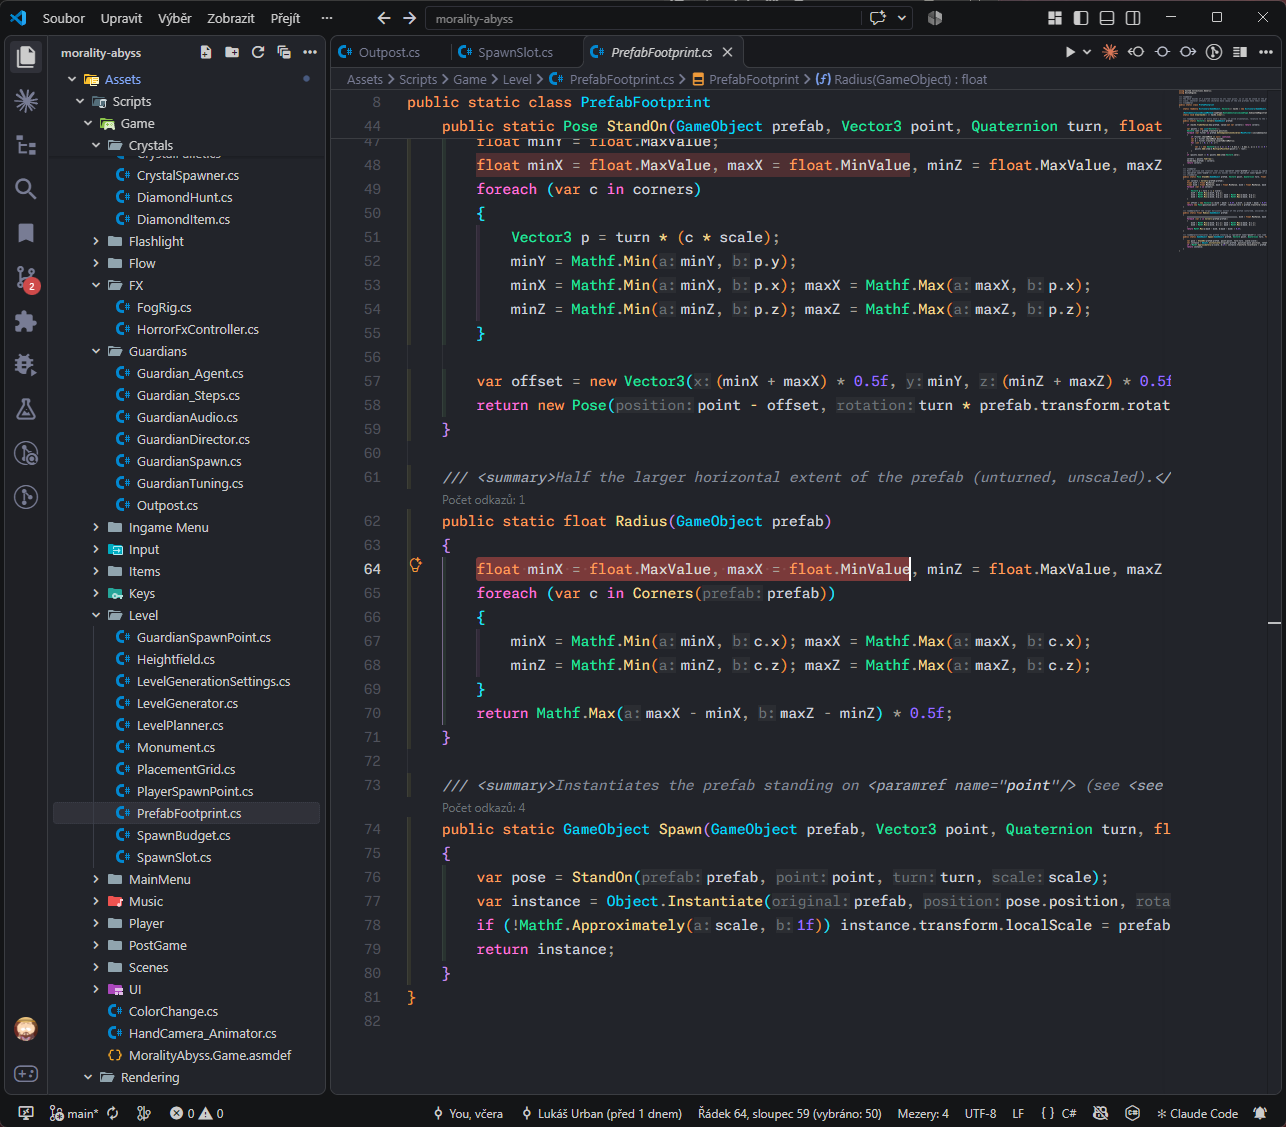 Soubor Upravit Výběr Zobrazit Přejít ··· morality-abyss
morality-abyss
Assets
Scripts
Game
Crystals
CrystalSpawner.cs
DiamondHunt.cs
DiamondItem.cs
Flashlight
Flow
FX
FogRig.cs
HorrorFxController.cs
Guardians
Guardian_Agent.cs
Guardian_Steps.cs
GuardianAudio.cs
GuardianDirector.cs
GuardianSpawn.cs
GuardianTuning.cs
Outpost.cs
Ingame Menu
Input
Items
Keys
Level
GuardianSpawnPoint.cs
Heightfield.cs
LevelGenerationSettings.cs
LevelGenerator.cs
LevelPlanner.cs
Monument.cs
PlacementGrid.cs
PlayerSpawnPoint.cs
PrefabFootprint.cs
SpawnBudget.cs
SpawnSlot.cs
MainMenu
Music
Player
PostGame
Scenes
UI
ColorChange.cs
HandCamera_Animator.cs
MoralityAbyss.Game.asmdef
Rendering
2
Outpost.cs SpawnSlot.cs PrefabFootprint.cs
Assets > Scripts > Game > Level > PrefabFootprint.cs > PrefabFootprint > Radius(GameObject) : float
8 public static class PrefabFootprint
44 public static Pose StandOn(GameObject prefab, Vector3 point, Quaternion turn, float
47 float minY = float.MaxValue;
48 float minX = float.MaxValue, maxX = float.MinValue, minZ = float.MaxValue, maxZ
49 foreach (var c in corners)
50 {
51 Vector3 p = turn * (c * scale);
52 minY = Mathf.Min(a: minY, b: p.y);
53 minX = Mathf.Min(a: minX, b: p.x); maxX = Mathf.Max(a: maxX, b: p.x);
54 minZ = Mathf.Min(a: minZ, b: p.z); maxZ = Mathf.Max(a: maxZ, b: p.z);
55 }
56
57 var offset = new Vector3(x: (minX + maxX) * 0.5f, y: minY, z: (minZ + maxZ) * 0.5f
58 return new Pose(position: point - offset, rotation: turn * prefab.transform.rotat
59 }
60
61 /// <summary>Half the larger horizontal extent of the prefab (unturned, unscaled).</
Počet odkazů: 1
62 public static float Radius(GameObject prefab)
63 {
64 float minX = float.MaxValue, maxX = float.MinValue, minZ = float.MaxValue, maxZ
65 foreach (var c in Corners(prefab: prefab))
66 {
67 minX = Mathf.Min(a: minX, b: c.x); maxX = Mathf.Max(a: maxX, b: c.x);
68 minZ = Mathf.Min(a: minZ, b: c.z); maxZ = Mathf.Max(a: maxZ, b: c.z);
69 }
70 return Mathf.Max(a: maxX - minX, b: maxZ - minZ) * 0.5f;
71 }
72
73 /// <summary>Instantiates the prefab standing on <paramref name="point"/> (see <see
Počet odkazů: 4
74 public static GameObject Spawn(GameObject prefab, Vector3 point, Quaternion turn, fl
75 {
76 var pose = StandOn(prefab: prefab, point: point, turn: turn, scale: scale);
77 var instance = Object.Instantiate(original: prefab, position: pose.position, rota
78 if (!Mathf.Approximately(a: scale, b: 1f)) instance.transform.localScale = prefab
79 return instance;
80 }
81 }
82
main* 0 0 You, včera Lukáš Urban (před 1 dnem) Řádek 64, sloupec 59 (vybráno: 50) Mezery: 4 UTF-8 LF { } C# Claude Code